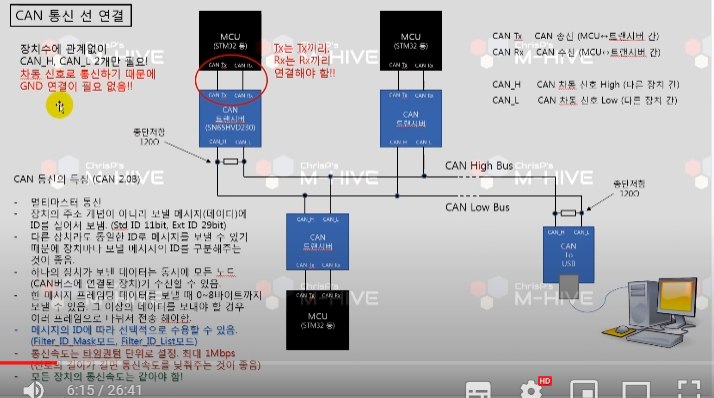 CAN 통신 선 연결
장치수에 관계없이
CAN_H, CAN_L 2개만 필요!
차동 신호로 통신하기 때문에
GND 연결이 필요 없음!!
MCU
(STM32 등)
CAN Tx CAN Rx
Tx는 Tx끼리,
Rx는 Rx끼리
연결해야 함!!
CAN Tx CAN Rx
CAN
트랜시버
(SN65HVD230)
CAN_H CAN_L
MCU
(STM32 등)
CAN Tx CAN Rx
CAN Tx CAN Rx
CAN
트랜시버
CAN_H CAN_L
CAN Tx CAN 송신 (MCU↔트랜시버 간)
CAN Rx CAN 수신 (MCU↔트랜시버 간)
CAN_H CAN 차동 신호 High (다른 장치 간)
CAN_L CAN 차동 신호 Low (다른 장치 간)
종단저항
120Ω
CAN High Bus
CAN Low Bus
종단저항
120Ω
CAN_H CAN_L
CAN
트랜시버
CAN Tx CAN Rx
CAN Tx CAN Rx
MCU
(STM32 등)
CAN_H CAN_L
CAN
To
USB
CAN 통신의 특징 (CAN 2.0B)
- 멀티마스터 통신
- 장치의 주소 개념이 아니라 보낼 메시지(데이터)에
ID를 실어서 보냄. (Std ID 11bit, Ext ID 29bit)
- 다른 장치라도 동일한 ID로 메시지를 보낼 수 있기
때문에 장치마다 보낼 메시지의 ID를 구분해주는
것이 좋음.
- 하나의 장치가 보낸 데이터는 동시에 모든 노드
(CAN버스에 연결된 장치)가 수신할 수 있음.
- 한 메시지 프레임당 데이터를 보낼 때 0~8바이트까지
보낼 수 있음. 그 이상의 데이터를 보내야 할 경우
여러 프레임으로 나눠서 전송 해야함.
- 메시지의 ID에 따라 선택적으로 수용할 수 있음.
(Filter_ID_Mask모드, Filter_ID_List모드)
- 통신속도는 타임퀀텀 단위로 설정. 최대 1Mbps
(선로의 길이가 길면 통신속도를 낮춰주는 것이 좋음)
- 모든 장치의 통신속도는 같아야 함!
ChrisP's
M-HIVE
6:15 / 26:41
HD